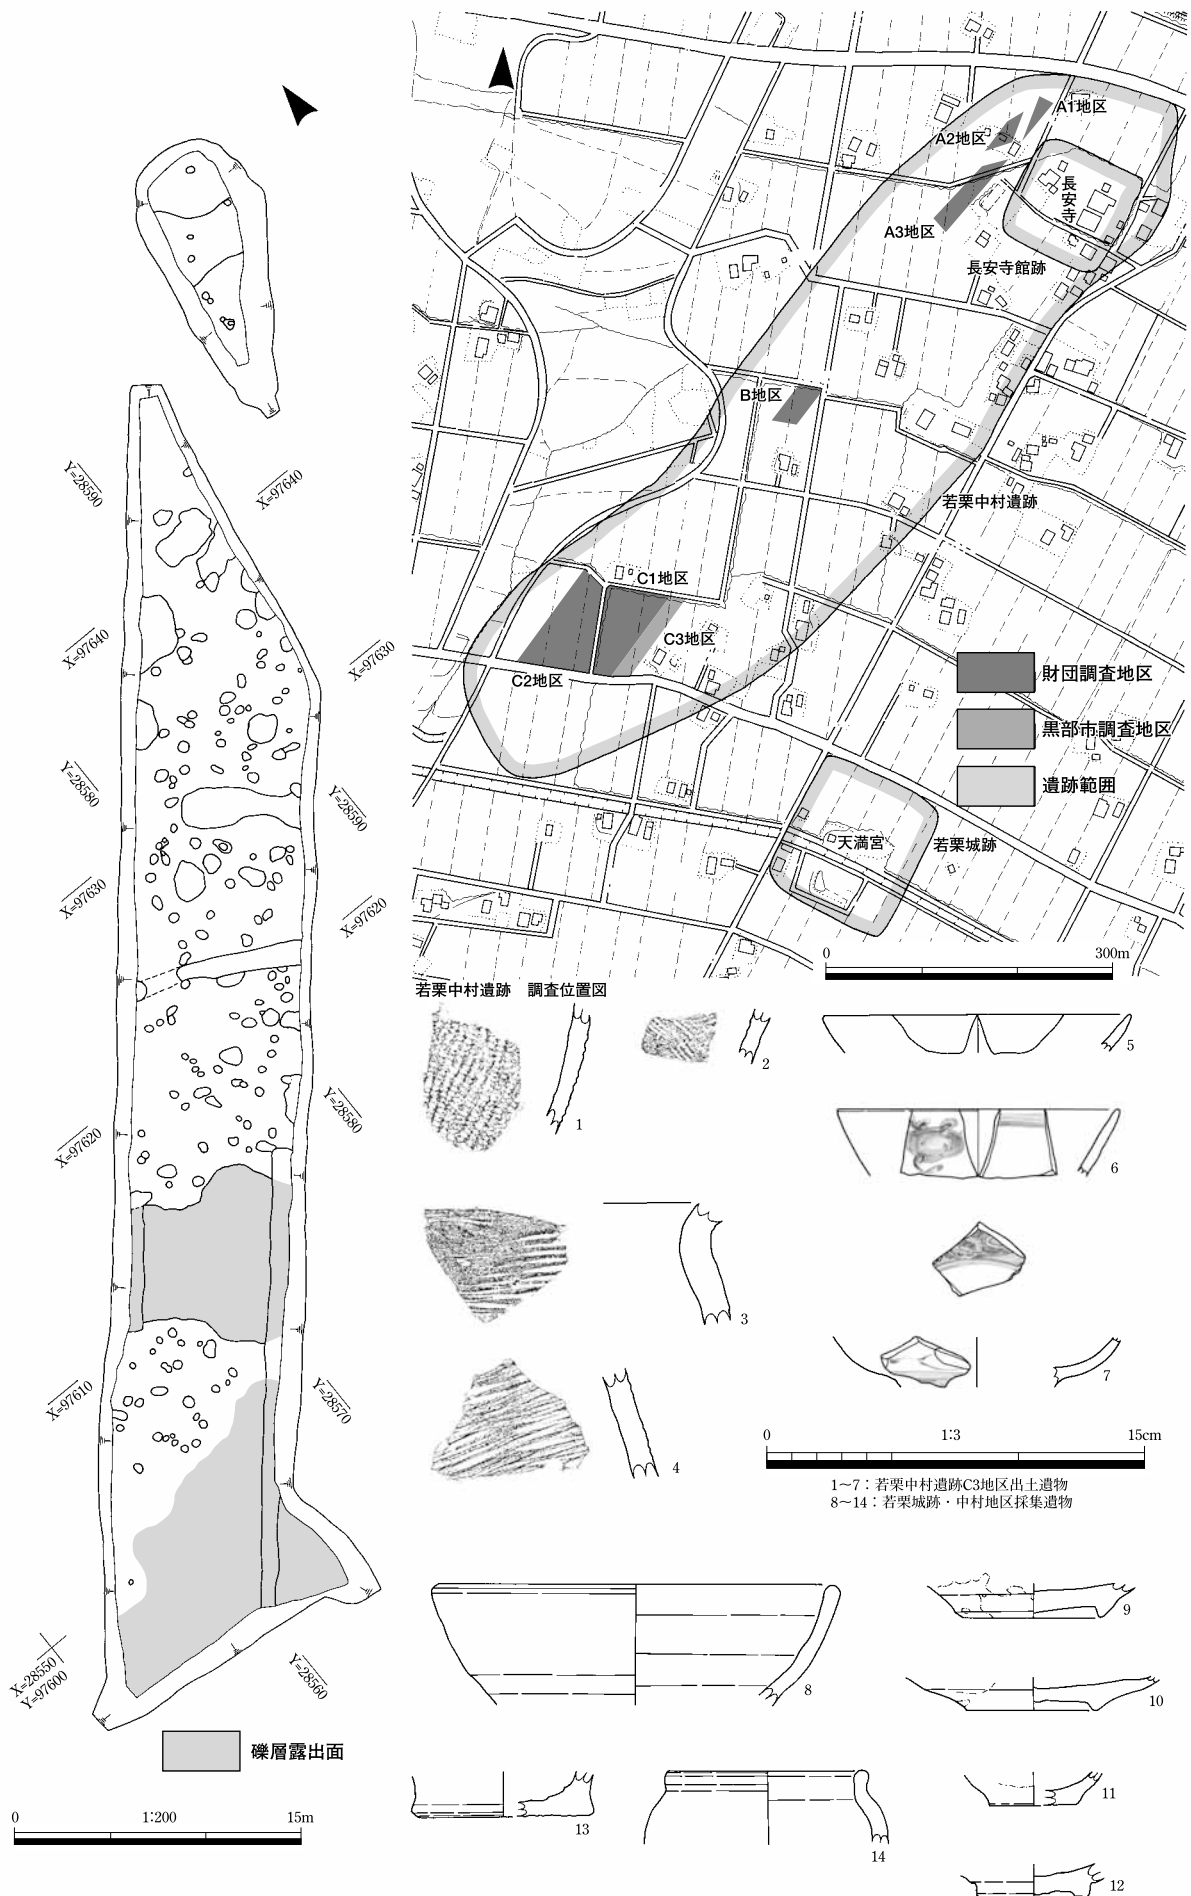 Y=28590
X=97640
X=97640
X=97630
Y=28580
Y=28590
X=97630
X=97620
X=97620
Y=28580
X=97610
Y=28570
X=28550
Y=97600
Y=28560
礫層露出面
0 1:200 15m
A1地区
A2地区
長安寺
A3地区
長安寺館跡
B地区
若栗中村遺跡
C1地区
C3地区
C2地区
財団調査地区
黒部市調査地区
遺跡範囲
天満宮
若栗城跡
0 300m
若栗中村遺跡 調査位置図
1
2
5
6
3
7
4
0 1:3 15cm
1～7：若栗中村遺跡C3地区出土遺物
8～14：若栗城跡・中村地区採集遺物
8
9
10
11
13
14
12